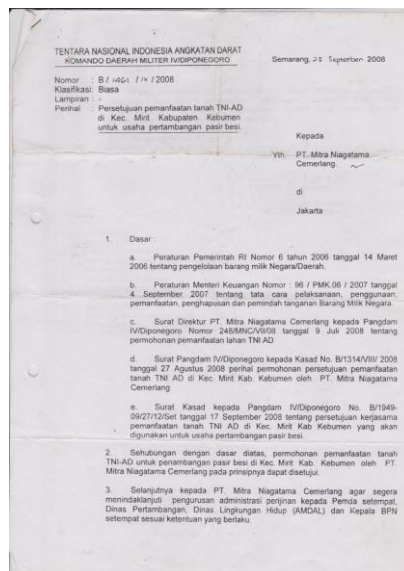 TENTARA NASIONAL INDONESIA ANGKATAN DARAT
KOMANDO DAERAH MILITER IV/DIPONEGORO
Semarang, September 2008
Nomor : B / / IX / 2008
Klasifikasi: Biasa
Lampiran : -
Perihal : Persetujuan pemanfaatan tanah TNI-AD
di Kec. Mirit Kabupaten Kebumen
untuk usaha pertambangan pasir besi.
Kepada
Yth. PT. Mitra Niagatama
Cemerlang.
di
Jakarta
1. Dasar :
a. Peraturan Pemerintah RI Nomor 6 tahun 2006 tanggal 14 Maret
2006 tentang pengelolaan barang milik Negara/Daerah.
b. Peraturan Menteri Keuangan Nomor : 96 / PMK.06 / 2007 tanggal
4 September 2007 tentang tata cara pelaksanaan, penggunaan,
pemanfaatan, penghapusan dan pemindah tanganan Barang Milik Negara.
c. Surat Direktur PT. Mitra Niagatama Cemerlang kepada Pangdam
IV/Diponegoro Nomor 248/MNC/VII/08 tanggal 9 Juli 2008 tentang
permohonan pemanfaatan lahan TNI AD
d. Surat Pangdam IV/Diponegoro kepada Kasad No. B/1314/VIII/ 2008
tanggal 27 Agustus 2008 perihal permohonan persetujuan pemanfaatan
tanah TNI AD di Kec. Mirit Kab. Kebumen oleh PT. Mitra Niagatama
Cemerlang
e. Surat Kasad kepada Pangdam IV/Diponegoro No. B/1949-
09/27/12/Set tanggal 17 September 2008 tentang persetujuan kerjasama
pemanfaatan tanah TNI AD di Kec. Mirit Kab Kebumen yang akan
digunakan untuk usaha pertambangan pasir besi.
2. Sehubungan dengan dasar diatas, permohonan pemanfaatan tanah
TNI-AD untuk penambangan pasir besi di Kec. Mirit Kab. Kebumen oleh PT.
Mitra Niagatama Cemerlang pada prinsipnya dapat disetujui.
3. Selanjutnya kepada PT. Mitra Niagatama Cemerlang agar segera
menindaklanjuti pengurusan administrasi perijinan kepada Pemda setempat,
Dinas Pertambangan, Dinas Lingkungan Hidup (AMDAL) dan Kepala BPN
setempat sesuai ketentuan yang berlaku.